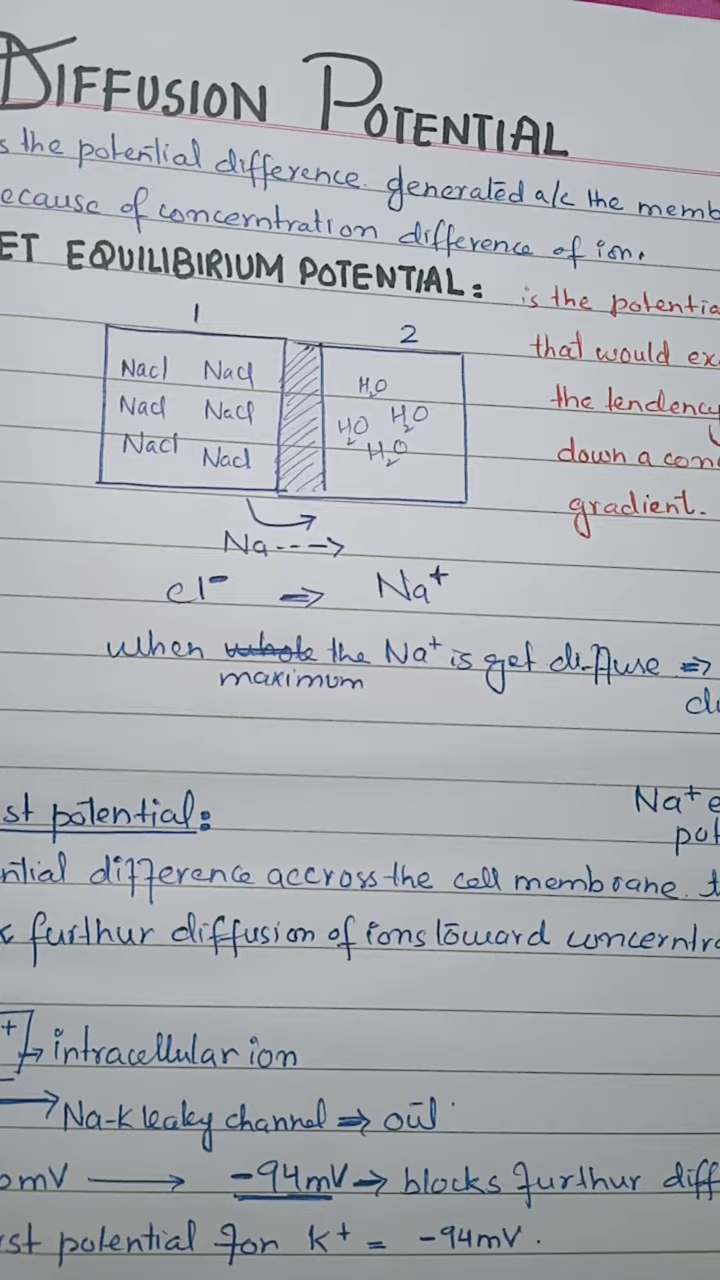 DIFFUSION POTENTIAL
s the potential difference. generated a/c the memb
ecause of concerntration difference of ion.
ET EQUILIBIRIUM POTENTIAL: is the potentia
that would ex
the tendency
down a con
gradient.
1
2
Nacl Nacl
Nacl Nacl
Nacl Nacl
H2O
H2O H2O
H2O
Na --->
Cl⁻ ⇒ Na⁺
when the Na⁺ is get diffuse ⇒
maximum
Na⁺ e
pot
st potential:
ntial difference accross the cell membrane. t
furthur diffusion of ions toward concerntra
+] → intracellular ion
→ Na-K leaky channel ⇒ out
omV → -94mV → blocks furthur diff
st potential for K⁺ = -94mV.